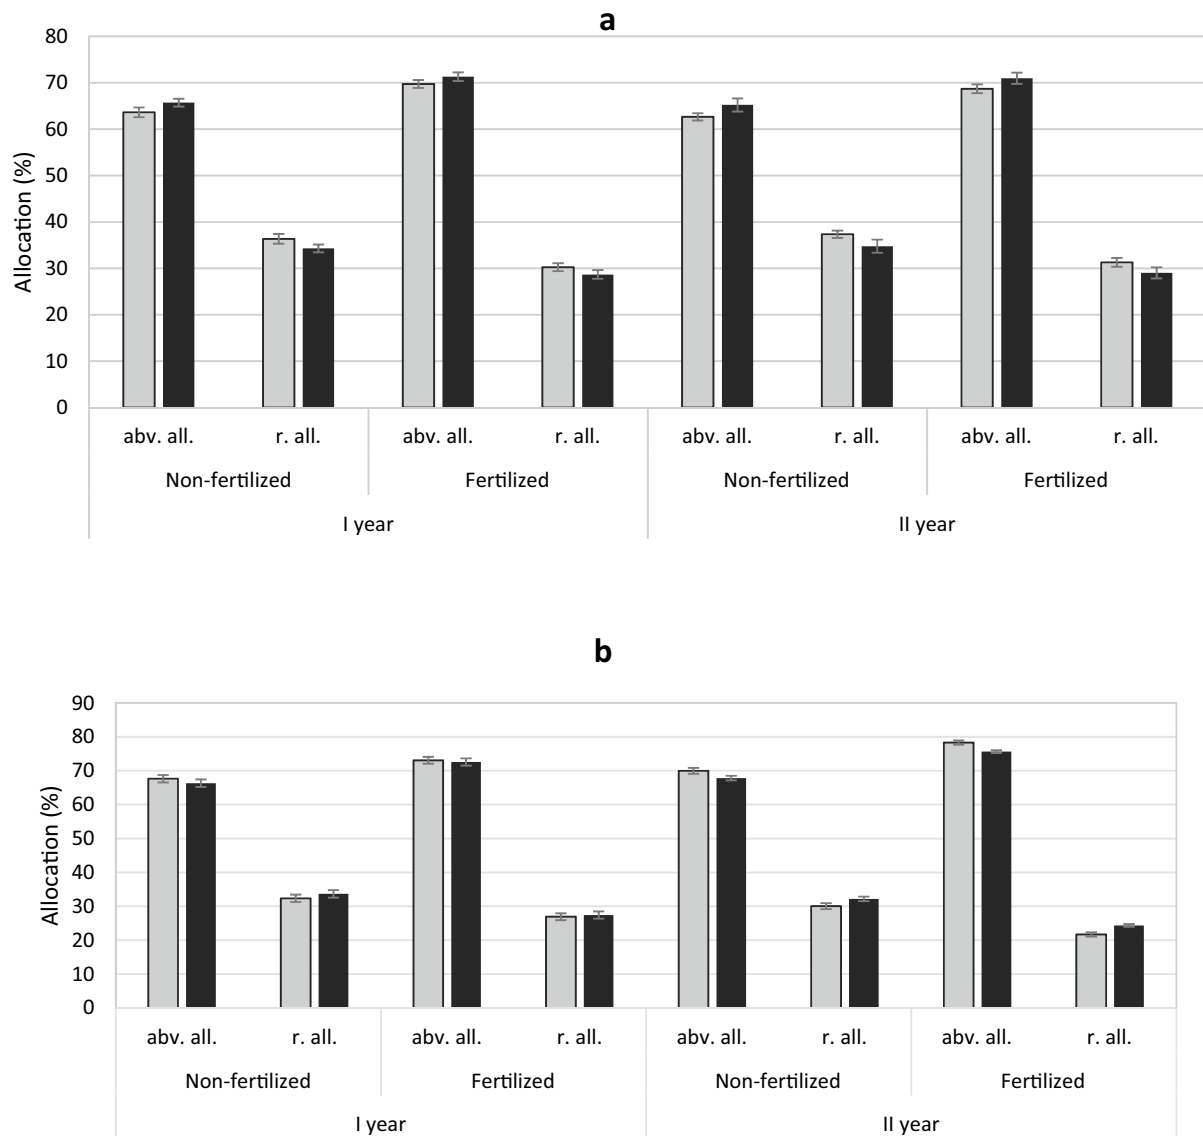 a
80
70
60
50
40
30
20
10
0
Allocation (%)
abv. all. r. all. abv. all. r. all. abv. all. r. all. abv. all. r. all.
Non-fertilized Fertilized Non-fertilized Fertilized
I year II year
b
90
80
70
60
50
40
30
20
10
0
Allocation (%)
abv. all. r. all. abv. all. r. all. abv. all. r. all. abv. all. r. all.
Non-fertilized Fertilized Non-fertilized Fertilized
I year II year